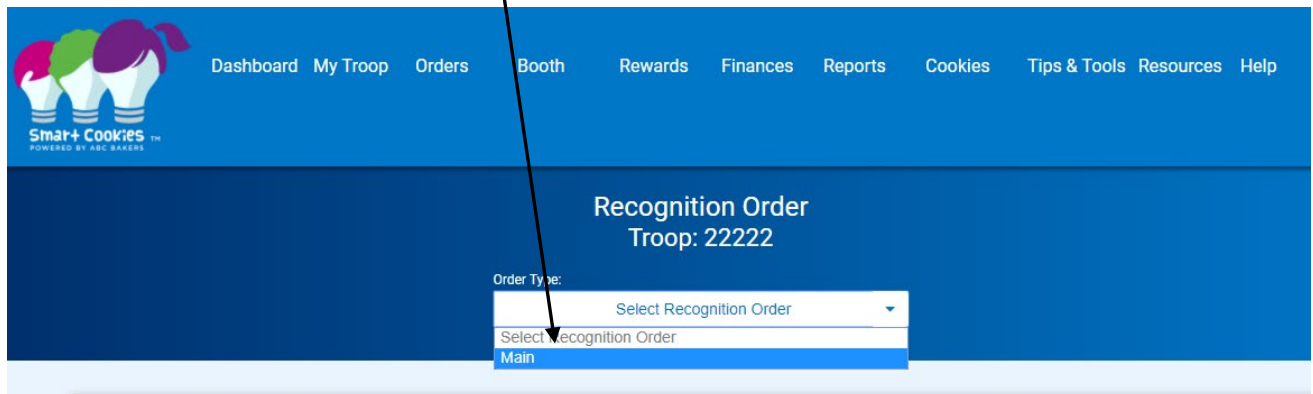 Dashboard My Troop Orders Booth Rewards Finances Reports Cookies Tips & Tools Resources Help
Smart Cookies TM
POWERED BY ABC BAKERS
Recognition Order
Troop: 22222
Order Type:
Select Recognition Order
Select Recognition Order
Main